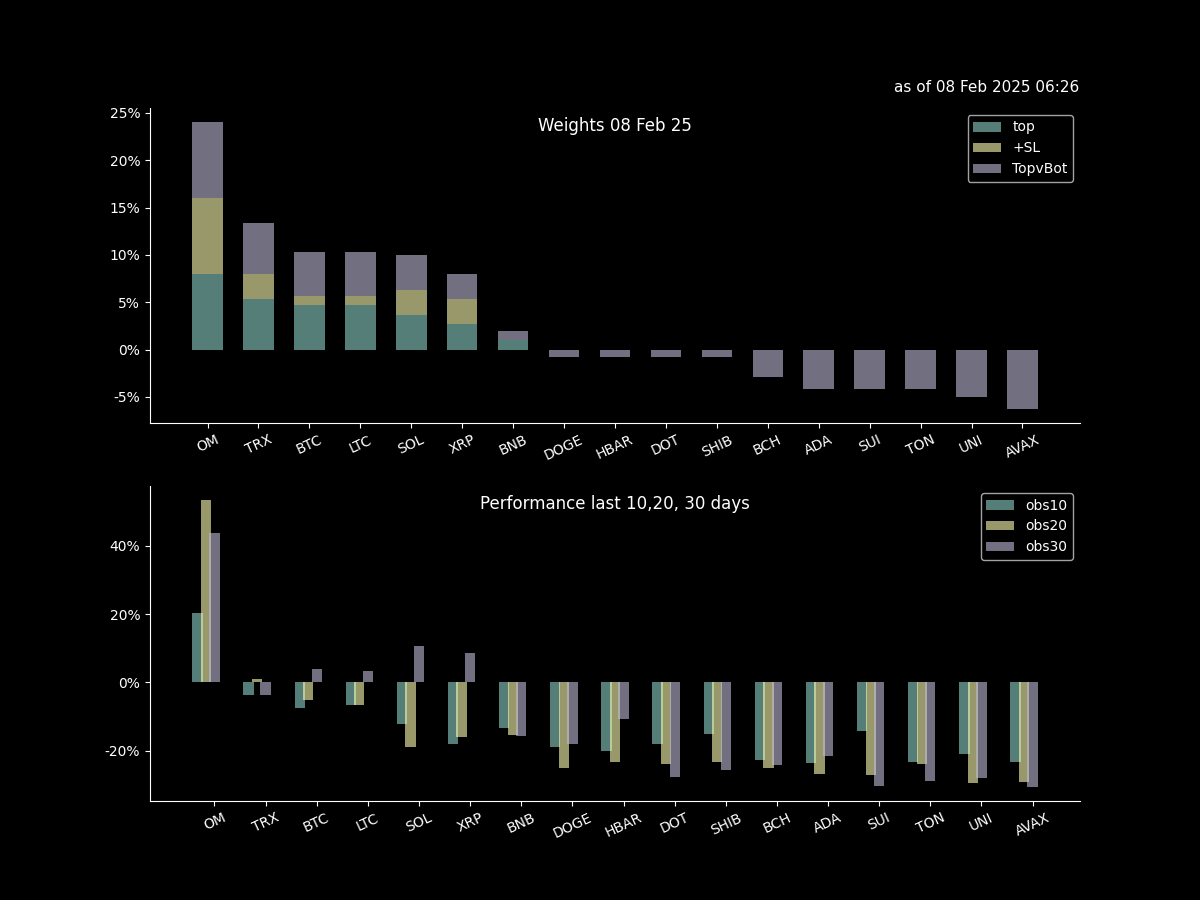 as of 08 Feb 2025 06:26
Weights 08 Feb 25
top
+SL
TopvBot
25%
20%
15%
10%
5%
0%
-5%
OM TRX BTC LTC SOL XRP BNB DOGE HBAR DOT SHIB BCH ADA SUI TON UNI AVAX
Performance last 10,20, 30 days
obs10
obs20
obs30
40%
20%
0%
-20%
OM TRX BTC LTC SOL XRP BNB DOGE HBAR DOT SHIB BCH ADA SUI TON UNI AVAX